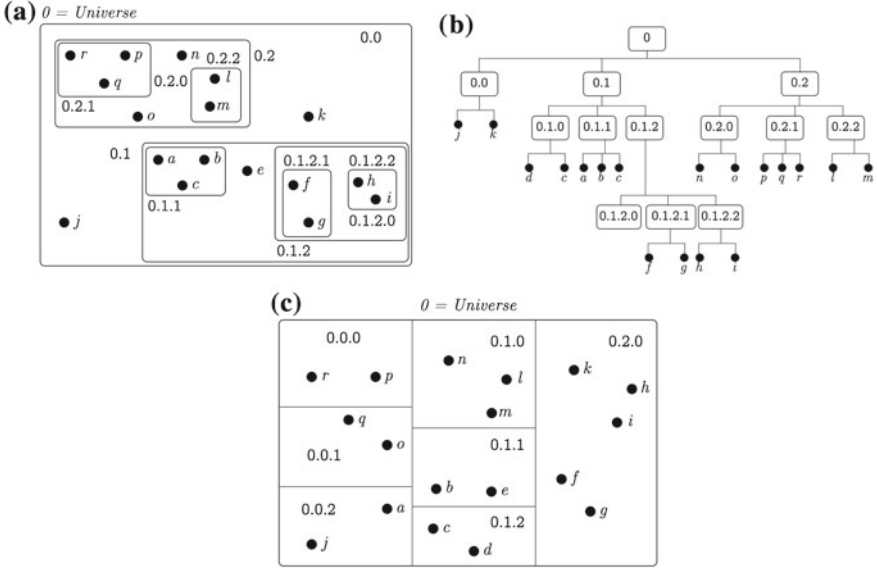 (a) 0 = Universe
0.0
r p n 0.2.2 0.2
q 0.2.0 l
0.2.1 o m k
0.1
a b e 0.1.2.1 0.1.2.2
c f h
0.1.1 i
j g 0.1.2.0
0.1.2
(b)
0
0.0 0.1 0.2
j k 0.1.0 0.1.1 0.1.2 0.2.0 0.2.1 0.2.2
d c a b c n o p q r l m
0.1.2.0 0.1.2.1 0.1.2.2
f g h i
(c) 0 = Universe
0.0.0 0.1.0 0.2.0
r p n l k h
q m i
0.0.1 o 0.1.1
b e f
0.0.2 a c 0.1.2 g
j d